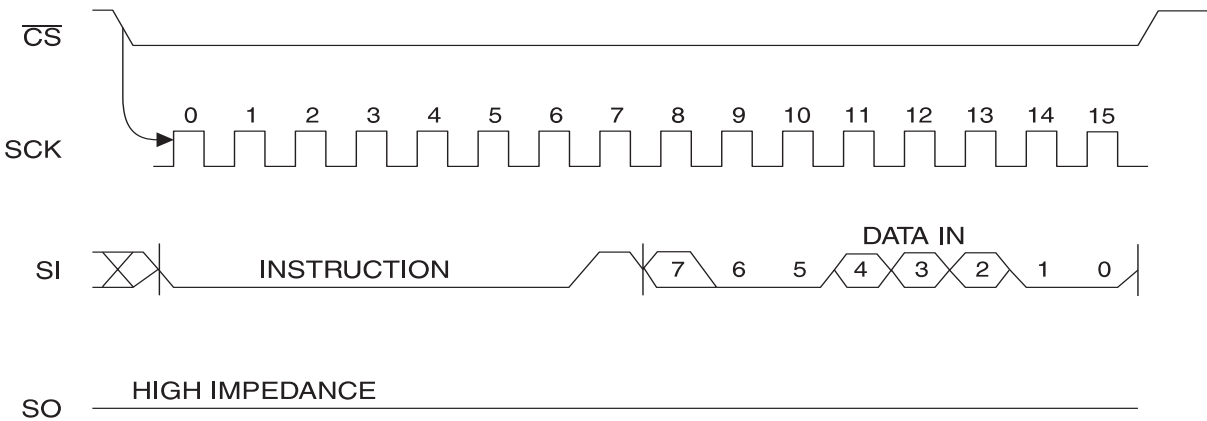 CS
0 1 2 3 4 5 6 7 8 9 10 11 12 13 14 15
SCK
DATA IN
SI INSTRUCTION 7 6 5 4 3 2 1 0
HIGH IMPEDANCE
SO